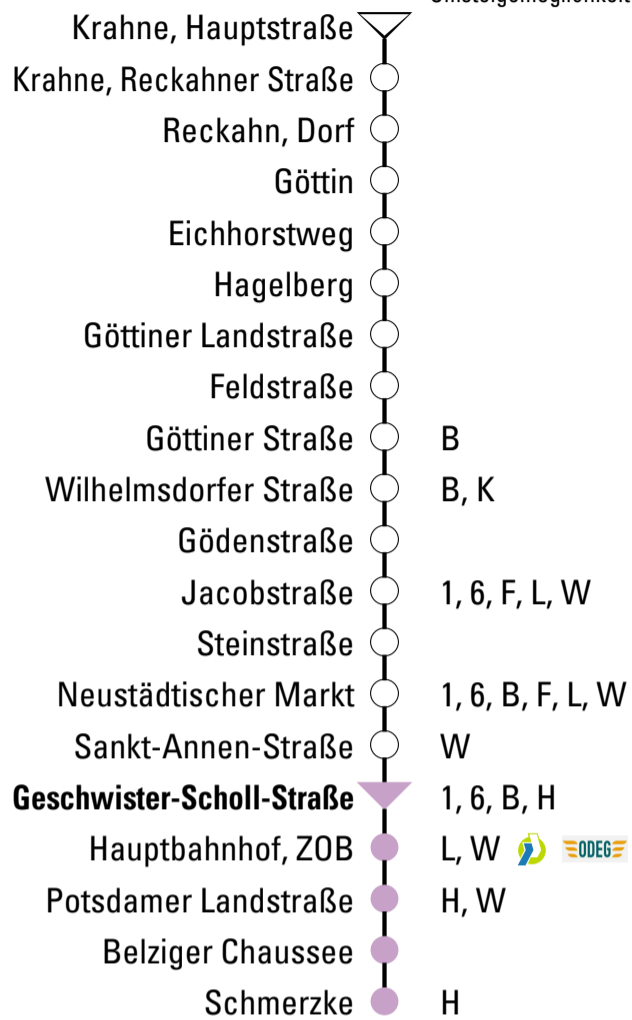 Umsteigemöglichkeit
Krahne, Hauptstraße
Krahne, Reckahner Straße
Reckahn, Dorf
Göttin
Eichhorstweg
Hagelberg
Göttiner Landstraße
Feldstraße
Göttiner Straße B
Wilhelmsdorfer Straße B, K
Gödenstraße
Jacobstraße 1, 6, F, L, W
Steinstraße
Neustädtischer Markt 1, 6, B, F, L, W
Sankt-Annen-Straße W
Geschwister-Scholl-Straße 1, 6, B, H
Hauptbahnhof, ZOB L, W ODEG
Potsdamer Landstraße H, W
Belziger Chaussee
Schmerzke H